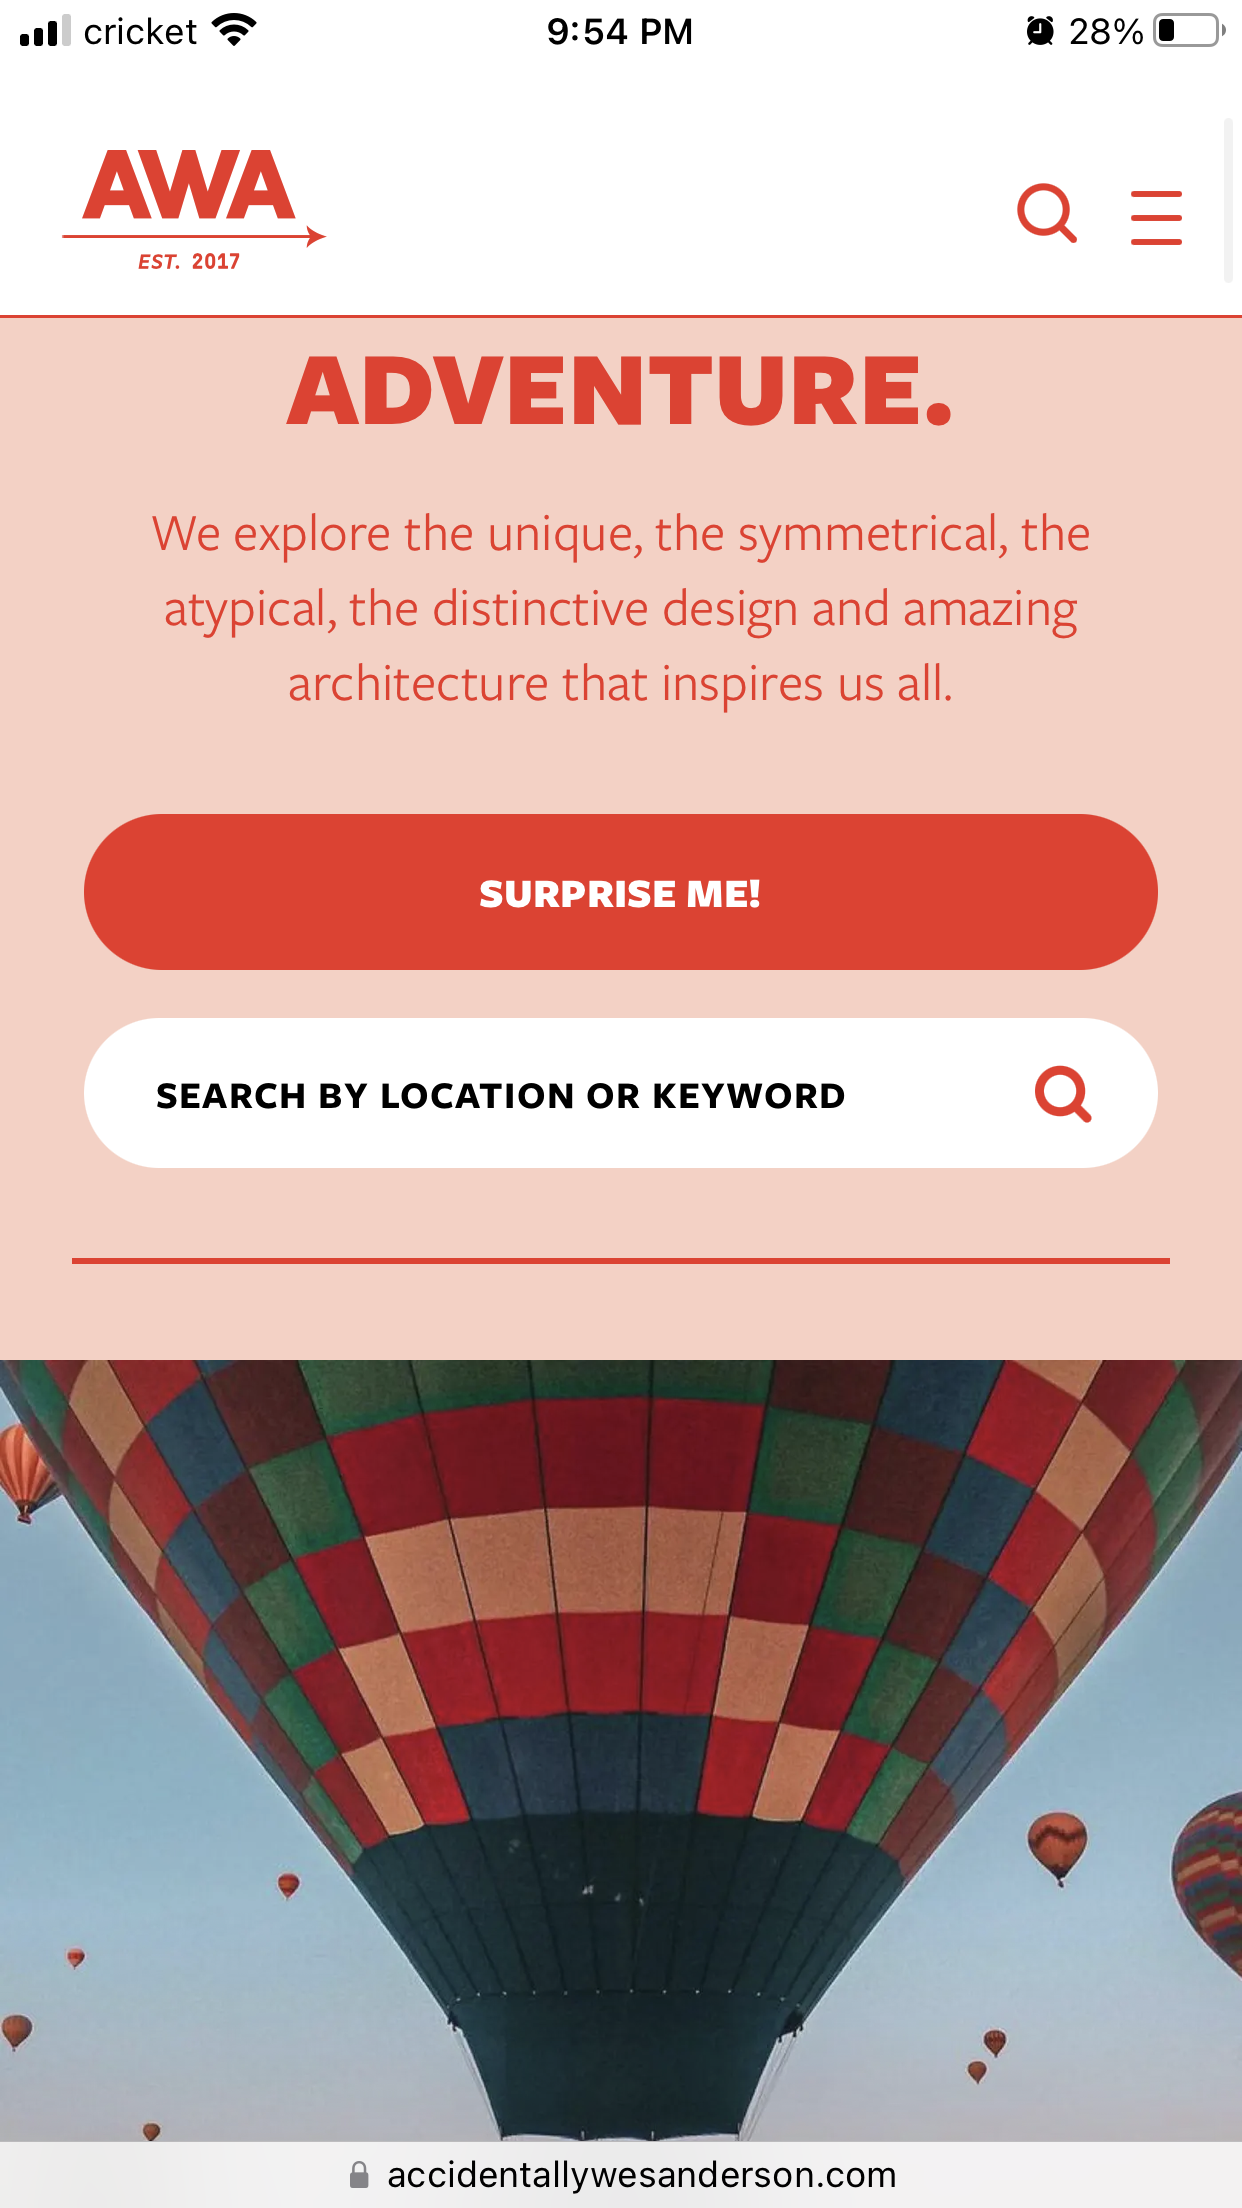 cricket
9:54 PM
28%
AWA
EST. 2017
ADVENTURE.
We explore the unique, the symmetrical, the
atypical, the distinctive design and amazing
architecture that inspires us all.
SURPRISE ME!
SEARCH BY LOCATION OR KEYWORD
accidentallywesanderson.com